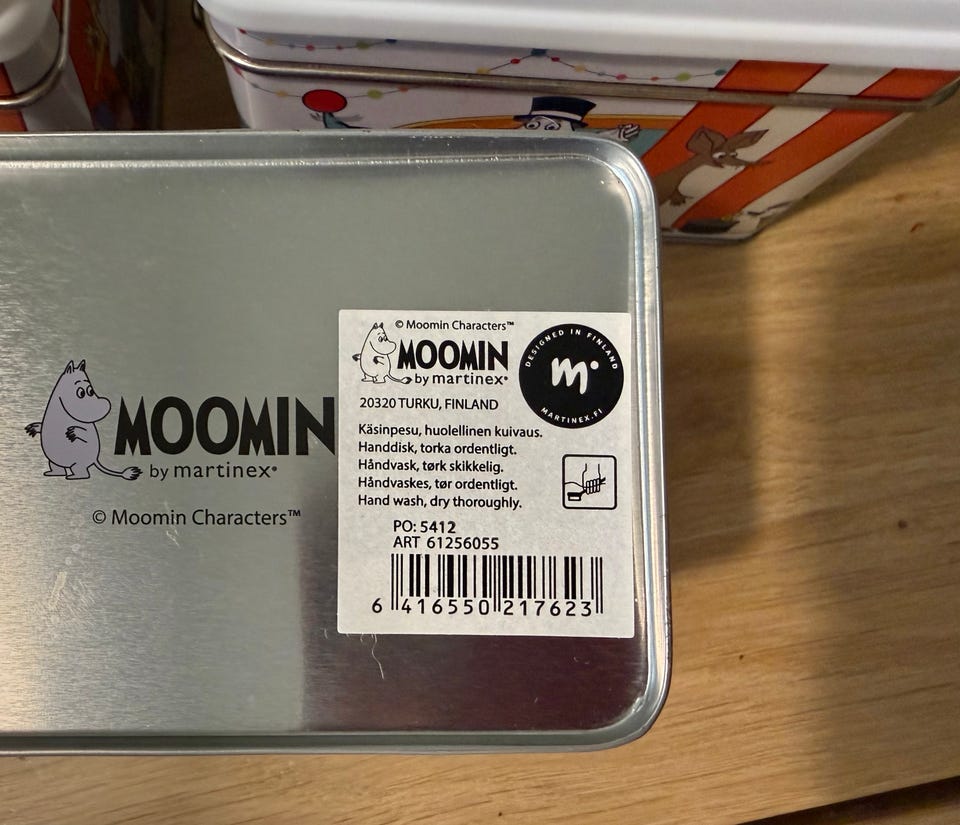 MOOMIN
by martinex
© Moomin Characters™
© Moomin Characters™
MOOMIN
by martinex
20320 TURKU, FINLAND
DESIGNED IN FINLAND
m
MARTINEX.FI
Käsinpesu, huolellinen kuivaus.
Handdisk, torka ordentligt.
Håndvask, tørk skikkelig.
Håndvaskes, tør ordentligt.
Hand wash, dry thoroughly.
PO: 5412
ART 61256055
6 416550 217623